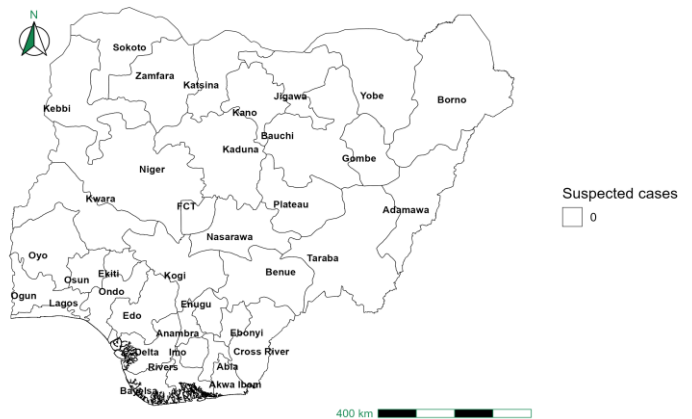 N
Sokoto
Zamfara
Katsina
Kebbi
Kano
Jigawa
Yobe
Borno
Bauchi
Kaduna
Gombe
Niger
Kwara
FCT
Plateau
Adamawa
Nasarawa
Oyo
Taraba
Osun
Ekiti
Kogi
Benue
Ogun
Lagos
Ondo
Enugu
Edo
Anambra
Ebonyi
Delta
Imo
Cross River
Rivers
Abia
Bayelsa
Akwa Ibom
Suspected cases
0
400 km